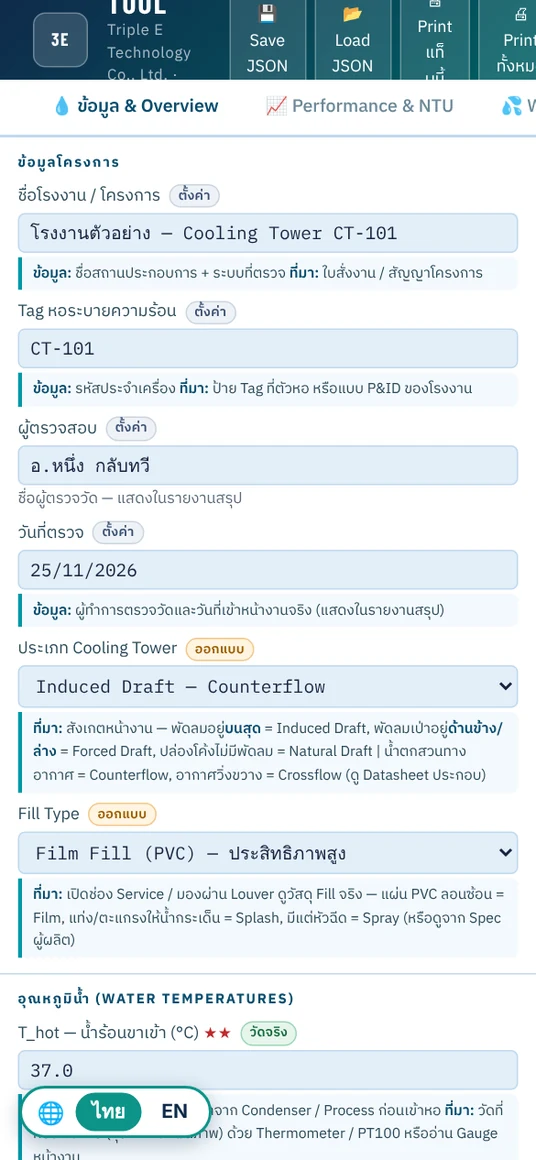 TOOL
3E
Triple E
Technology
Co., Ltd. ·
💾
Save
JSON
📂
Load
JSON
Print
แท็
บนี้
🖨
Print
ทั้งหม
💧 ข้อมูล & Overview
📈 Performance & NTU
💦 W
ข้อมูลโครงการ
ชื่อโรงงาน / โครงการ ตั้งค่า
โรงงานตัวอย่าง — Cooling Tower CT-101
ข้อมูล: ชื่อสถานประกอบการ + ระบบที่ตรวจ ที่มา: ใบสั่งงาน / สัญญาโครงการ
Tag หอระบายความร้อน ตั้งค่า
CT-101
ข้อมูล: รหัสประจำเครื่อง ที่มา: ป้าย Tag ที่ตัวหอ หรือแบบ P&ID ของโรงงาน
ผู้ตรวจสอบ ตั้งค่า
อ.หนึ่ง กลับทวี
ชื่อผู้ตรวจวัด — แสดงในรายงานสรุป
วันที่ตรวจ ตั้งค่า
25/11/2026
ข้อมูล: ผู้ทำการตรวจวัดและวันที่เข้าหน้างานจริง (แสดงในรายงานสรุป)
ประเภท Cooling Tower ออกแบบ
Induced Draft — Counterflow
ที่มา: สังเกตหน้างาน — พัดลมอยู่บนสุด = Induced Draft, พัดลมเป่าอยู่ด้านข้าง/
ล่าง = Forced Draft, ปล่องโค้งไม่มีพัดลม = Natural Draft | น้ำตกสวนทาง
อากาศ = Counterflow, อากาศวิ่งขวาง = Crossflow (ดู Datasheet ประกอบ)
Fill Type ออกแบบ
Film Fill (PVC) — ประสิทธิภาพสูง
ที่มา: เปิดช่อง Service / มองผ่าน Louver ดูวัสดุ Fill จริง — แผ่น PVC ลอนซ้อน =
Film, แท่ง/ตะแกรงให้น้ำกระเด็น = Splash, มีแต่หัวฉีด = Spray (หรือดูจาก Spec
ผู้ผลิต)
อุณหภูมิน้ำ (WATER TEMPERATURES)
T_hot — น้ำร้อนขาเข้า (°C) ★★ วัดจริง
37.0
จาก Condenser / Process ก่อนเข้าหอ ที่มา: วัดที่
ด้วย Thermometer / PT100 หรืออ่าน Gauge
หน้างาน
🌐 ไทย EN